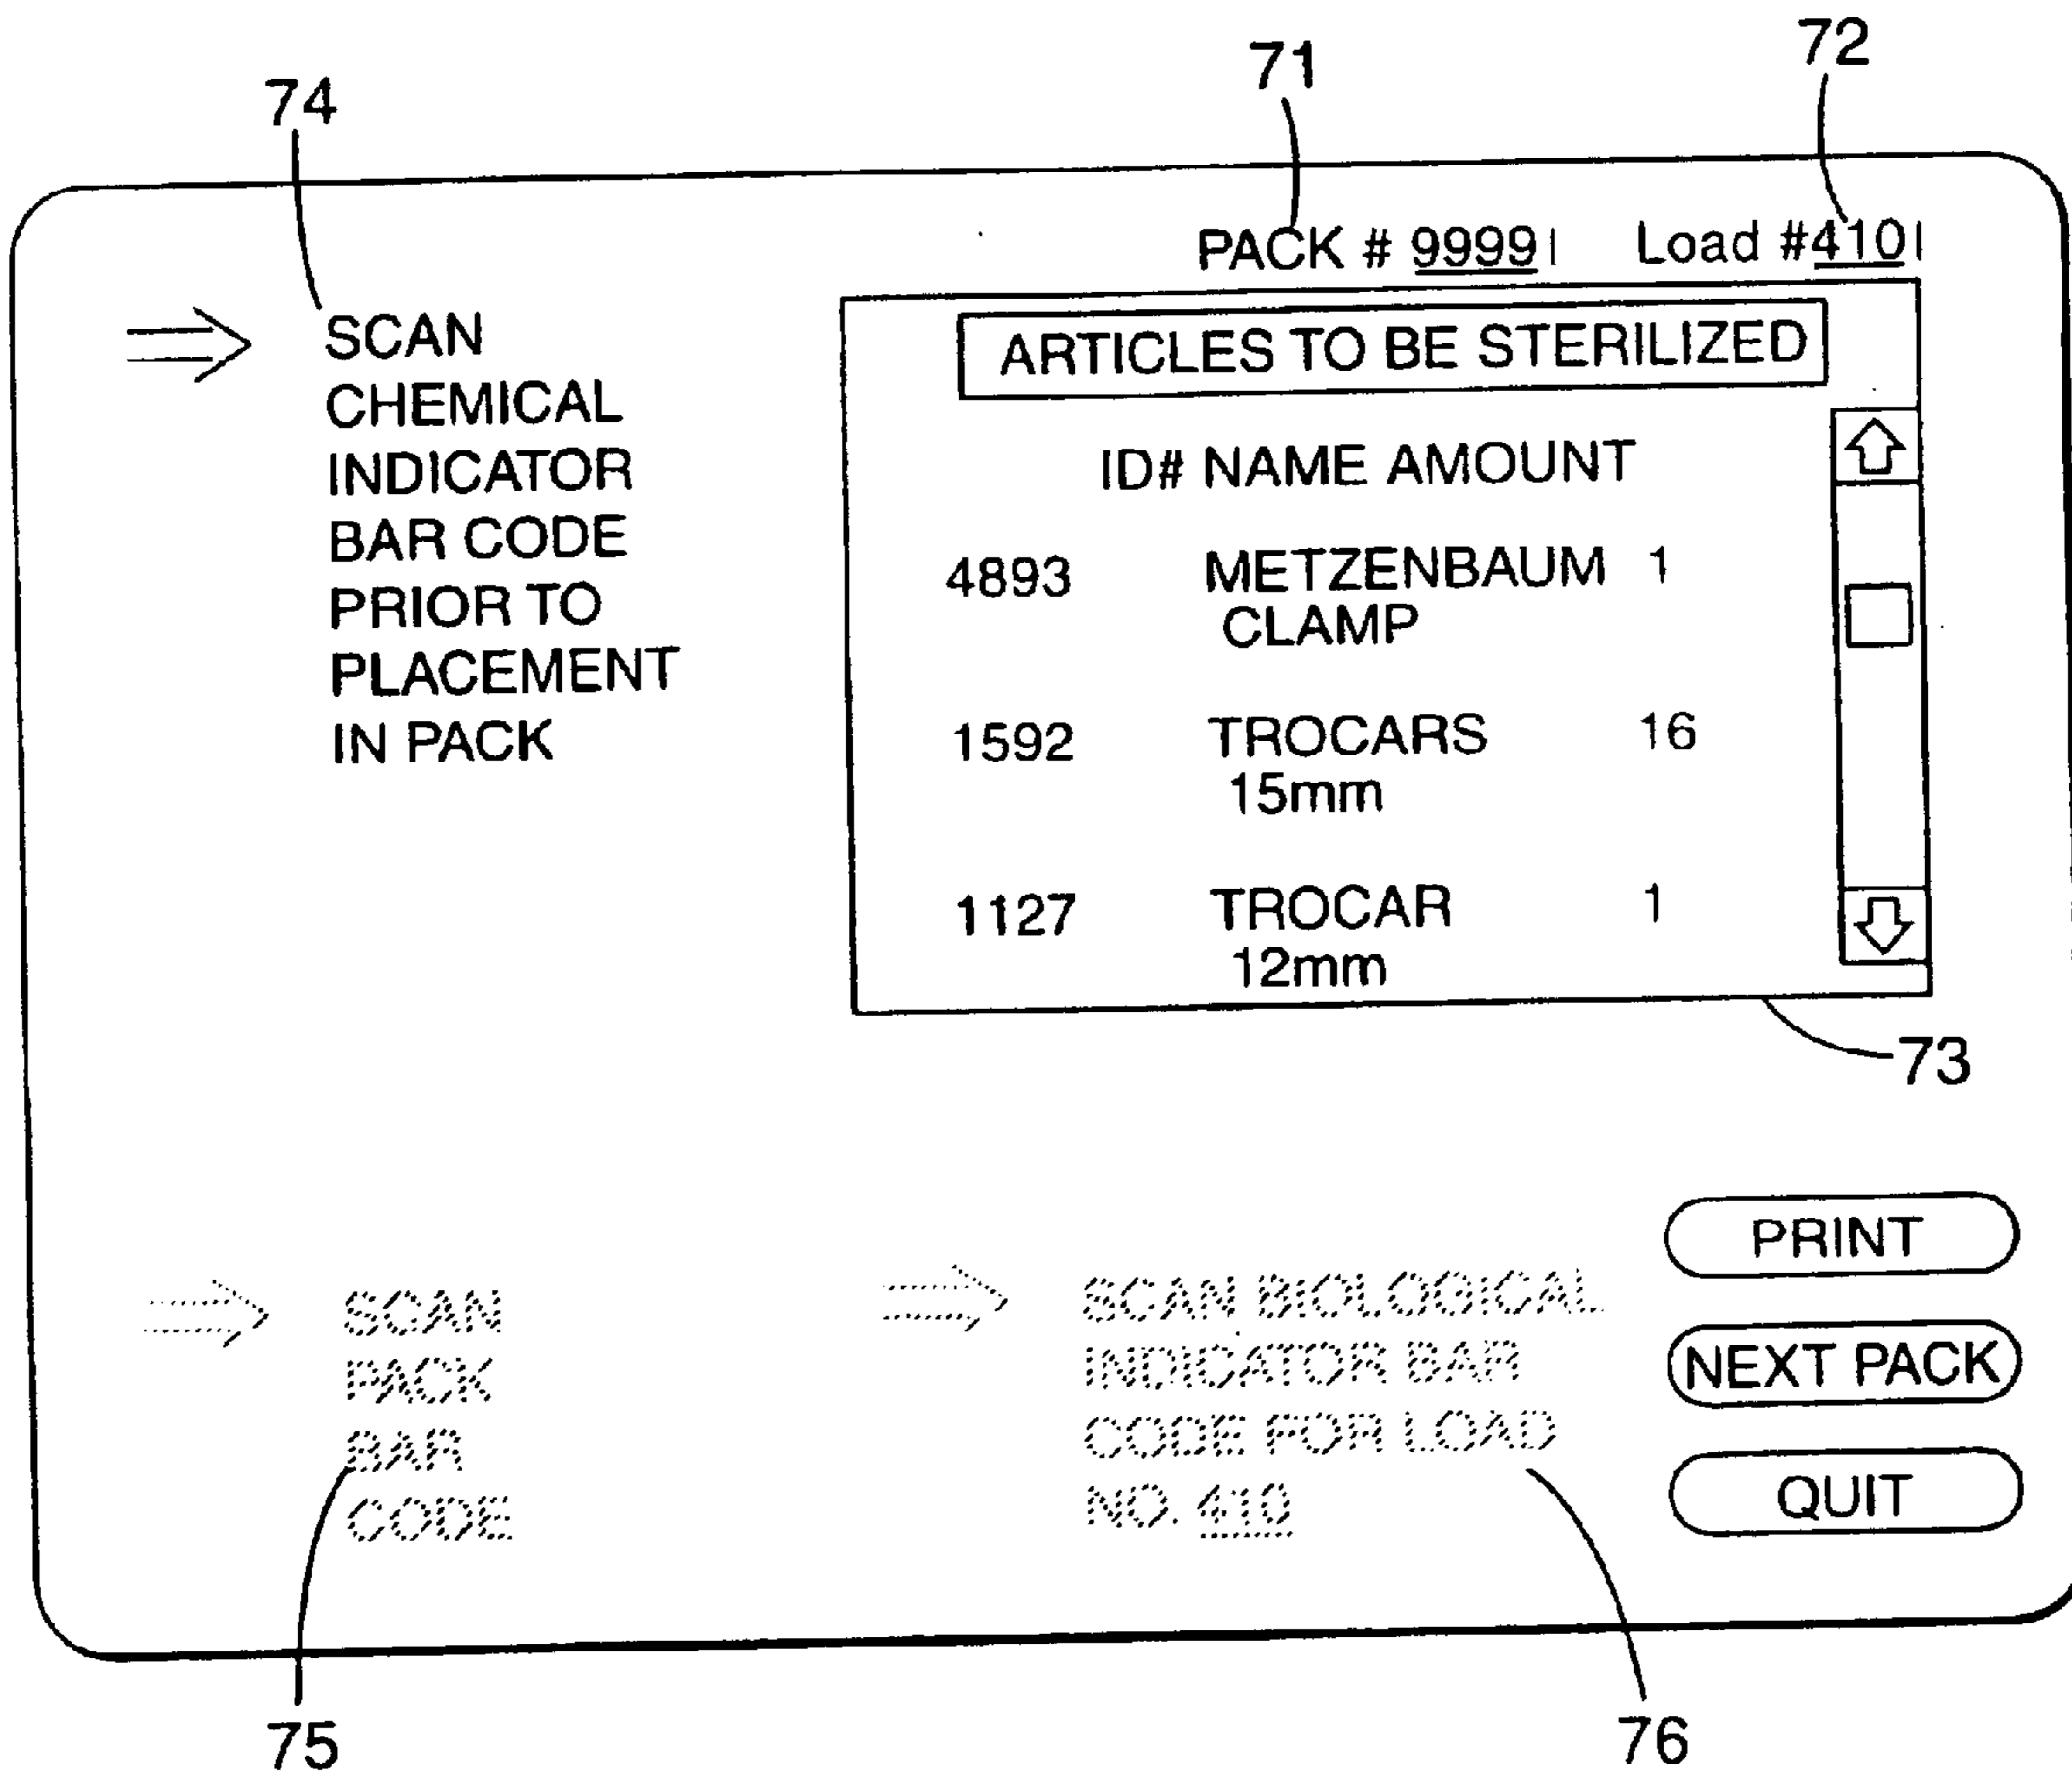 71
72
74
PACK # 9999 Load #410
SCAN
CHEMICAL
INDICATOR
BAR CODE
PRIOR TO
PLACEMENT
IN PACK
ARTICLES TO BE STERILIZED
ID# NAME AMOUNT
4893 METZENBAUM 1
CLAMP
1592 TROCARS 16
15mm
1127 TROCAR 1
12mm
73
SCAN
PACK
BAR
CODE
SCAN BIOLOGICAL
INDICATOR BAR
CODE FOR LOAD
NO. 410
PRINT
NEXT PACK
QUIT
75
76